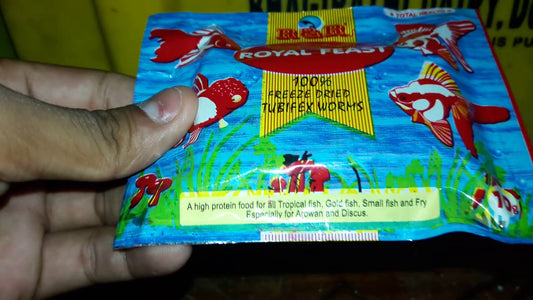 ROYAL FEAST
100%
FREEZE DRIED
TUBIFEX WORMS
A high protein food for all Tropical fish, Gold fish, Small fish and Fry
Especially for Arowan and Discus.
10g